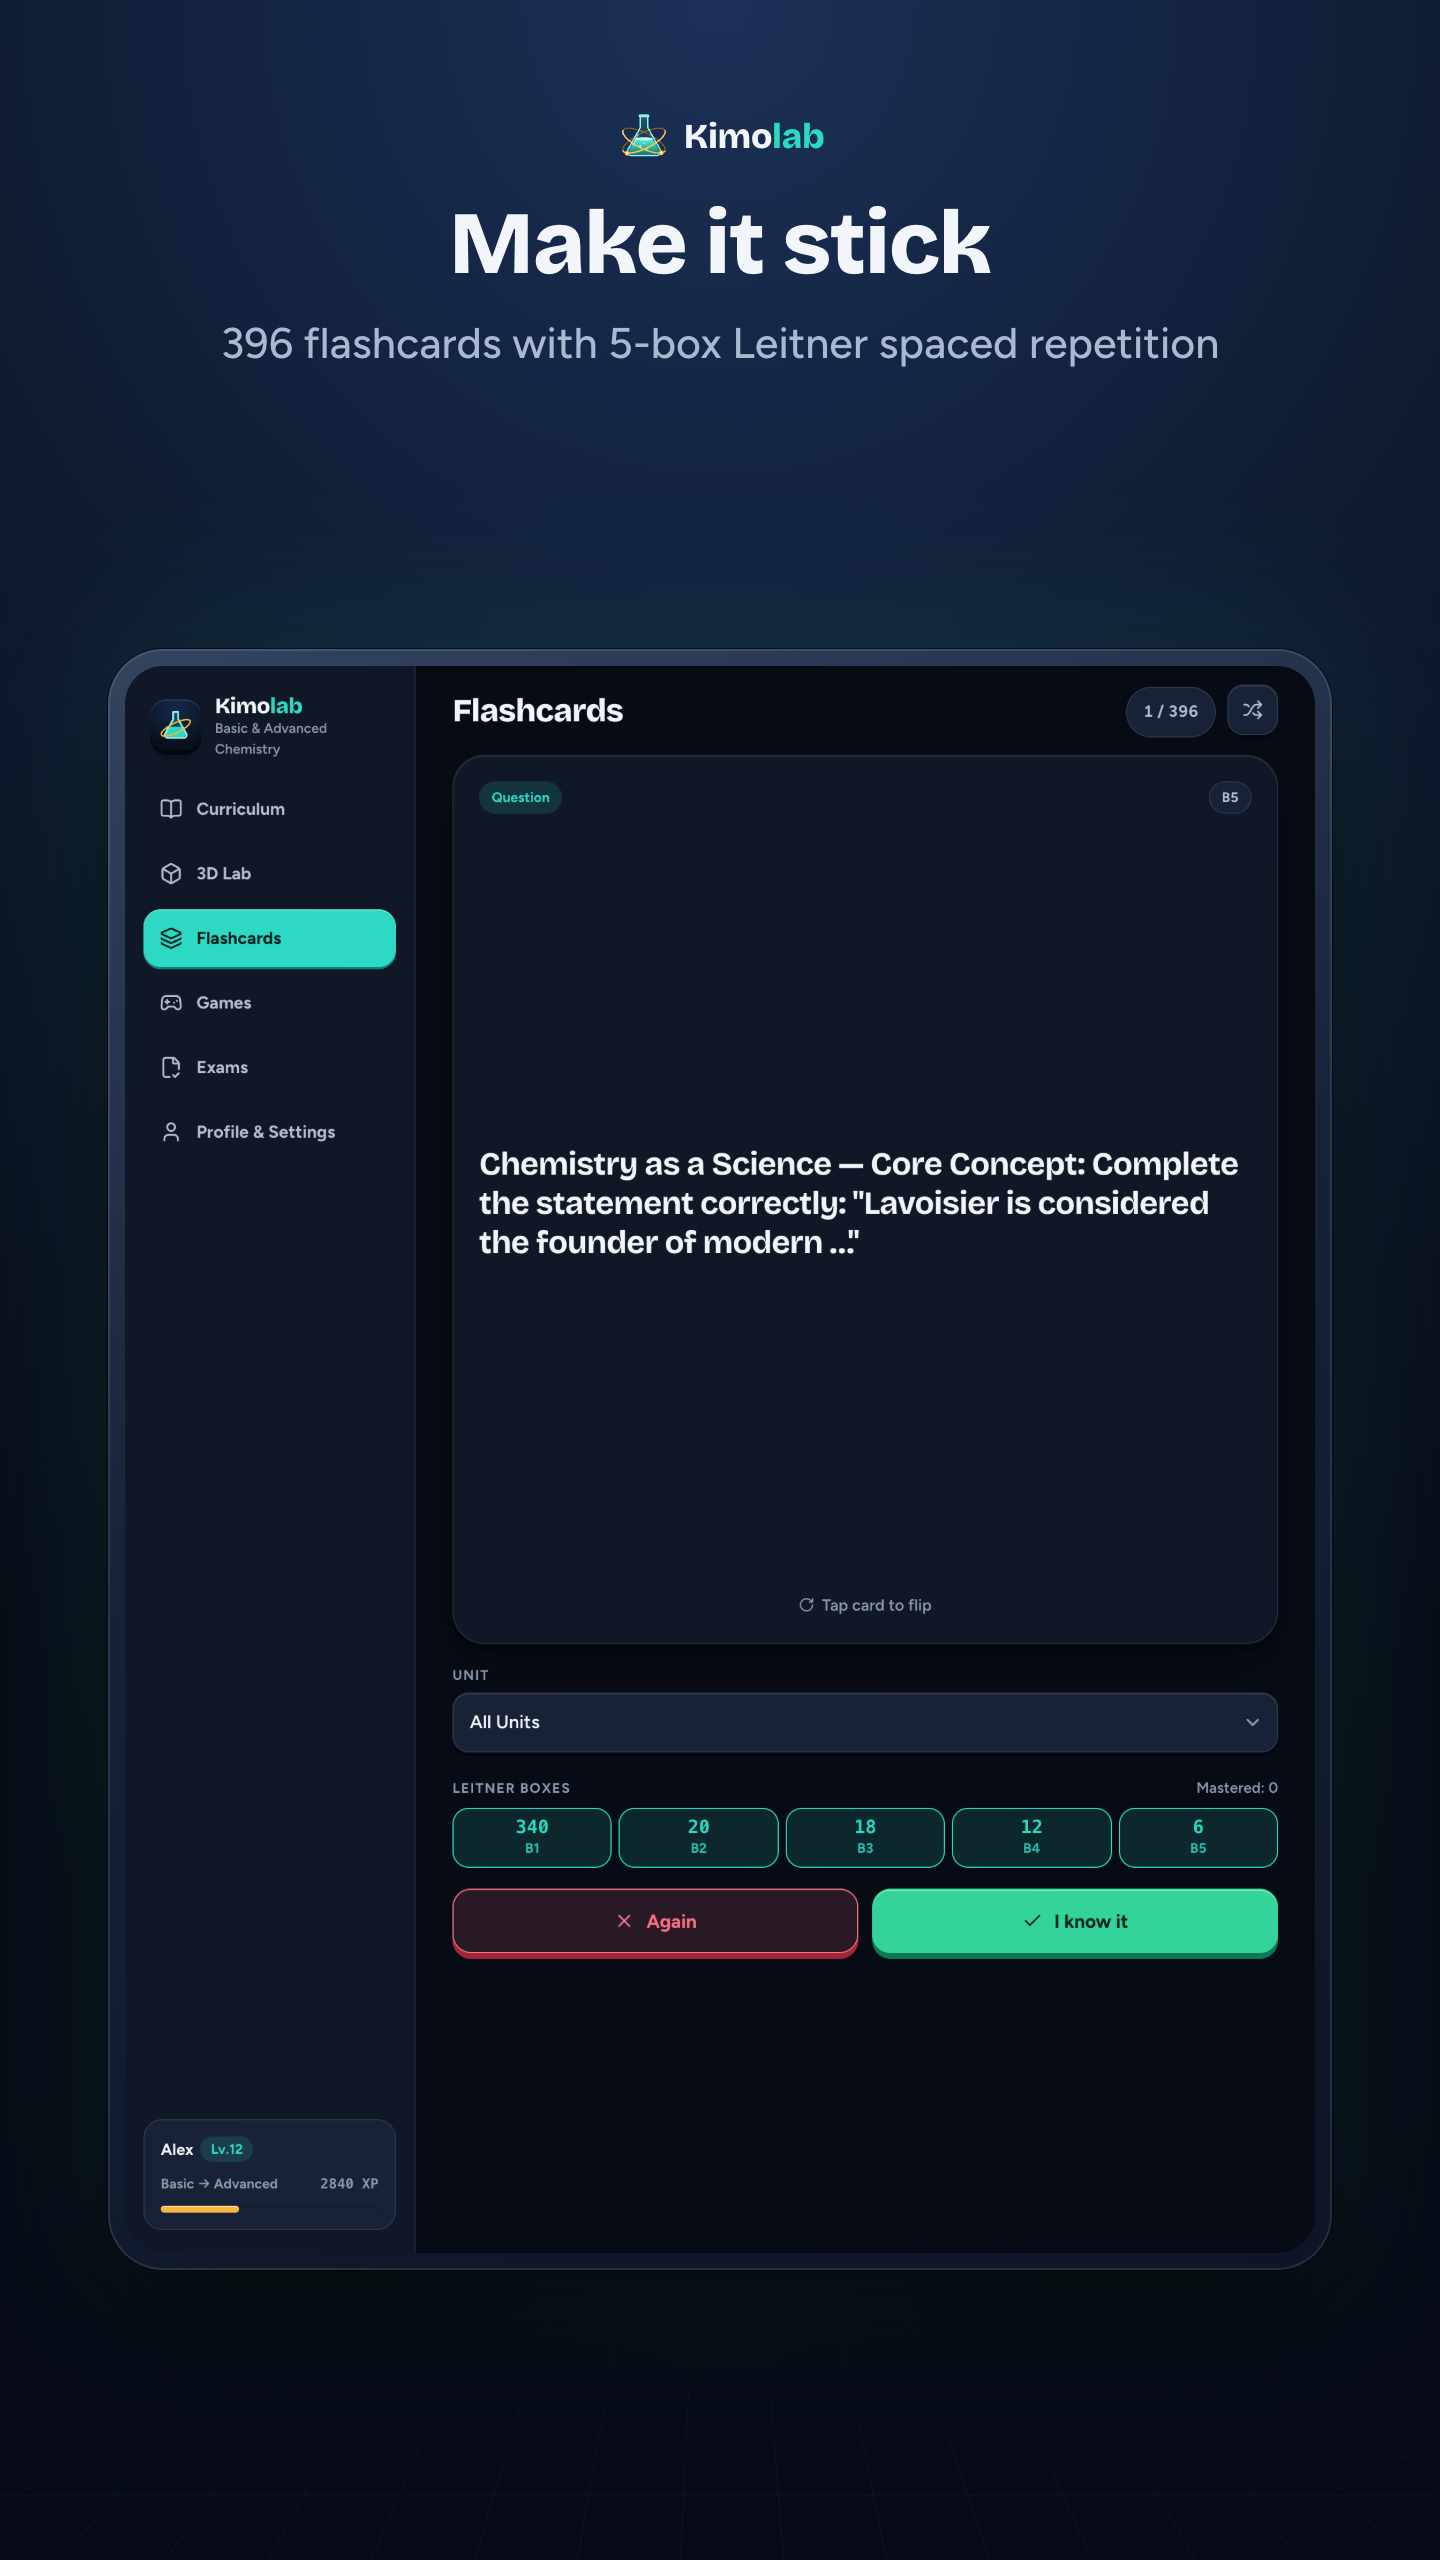 Kimolab
Make it stick
396 flashcards with 5-box Leitner spaced repetition
Kimolab
Basic & Advanced
Chemistry
Curriculum
3D Lab
Flashcards
Games
Exams
Profile & Settings
Alex Lv.12
Basic → Advanced 2840 XP
Flashcards
1 / 396
Question
B5
Chemistry as a Science — Core Concept: Complete
the statement correctly: "Lavoisier is considered
the founder of modern ..."
Tap card to flip
UNIT
All Units
LEITNER BOXES
Mastered: 0
340
B1
20
B2
18
B3
12
B4
6
B5
Again
I know it